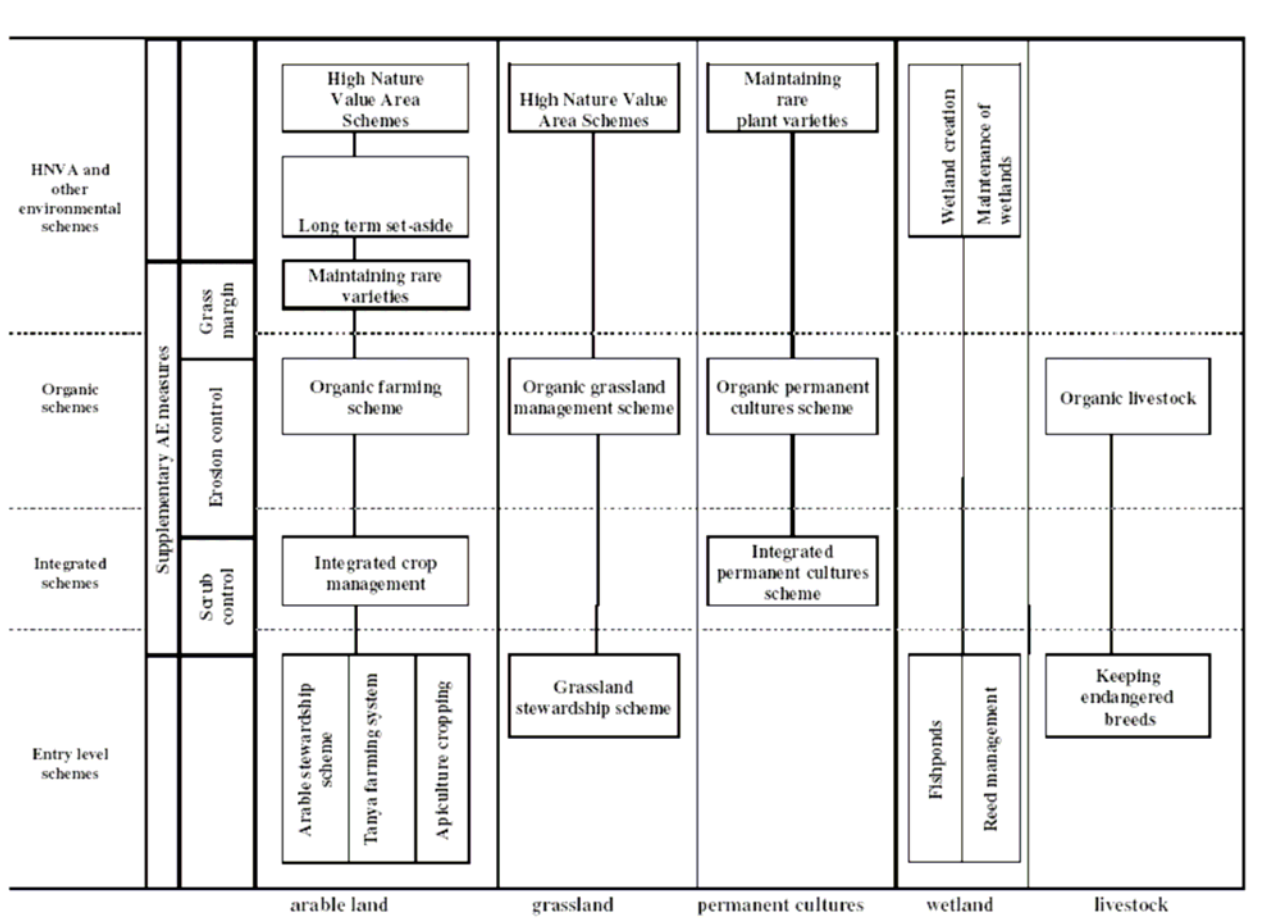 High Nature
Value Area
Schemes
High Nature Value
Area Schemes
Maintaining
rare
plant varieties
Wetland creation
Maintenance of
wetlands
HNVA and
other
environmental
schemes
Long term set-aside
Maintaining rare
varieties
Grass
margin
Supplementary AE measures
Organic
schemes
Erosion control
Organic farming
scheme
Organic grassland
management scheme
Organic permanent
cultures scheme
Organic livestock
Integrated
schemes
Scrub
control
Integrated crop
management
Integrated
permanent cultures
scheme
Entry level
schemes
Arable stewardship
scheme
Tanya farming system
Apiculture cropping
Grassland
stewardship scheme
Fishponds
Reed management
Keeping
endangered
breeds
arable land
grassland
permanent cultures
wetland
livestock